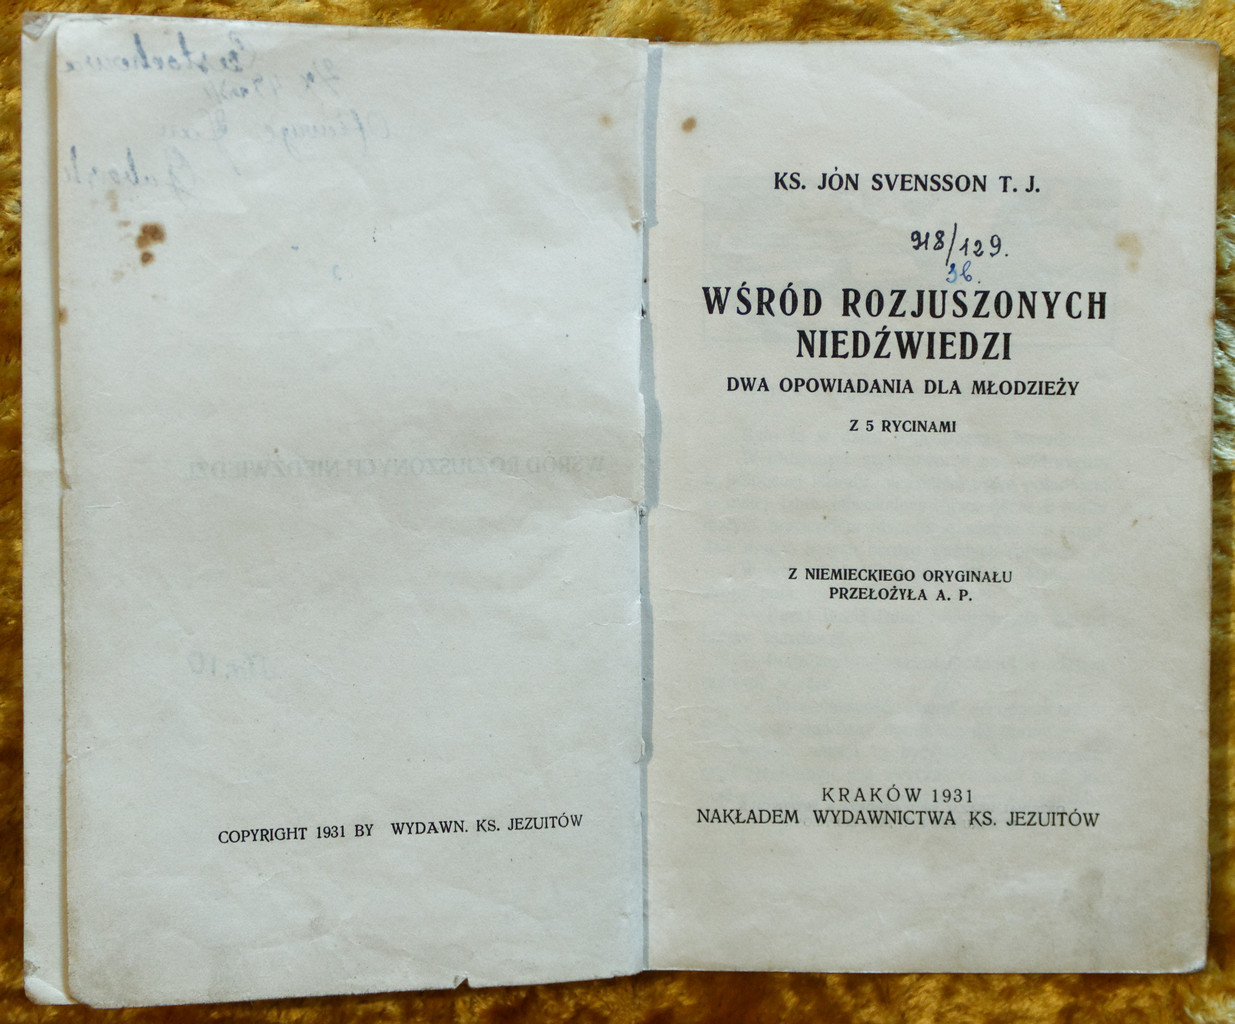 COPYRIGHT 1931 BY WYDAWN. KS. JEZUITÓW
KS. JÓN SVENSSON T. J.
918/129.
36.
WŚRÓD ROZJUSZONYCH
NIEDŹWIEDZI
DWA OPOWIADANIA DLA MŁODZIEŻY
Z 5 RYCINAMI
Z NIEMIECKIEGO ORYGINAŁU
PRZEŁOŻYŁA A. P.
KRAKÓW 1931
NAKŁADEM WYDAWNICTWA KS. JEZUITÓW